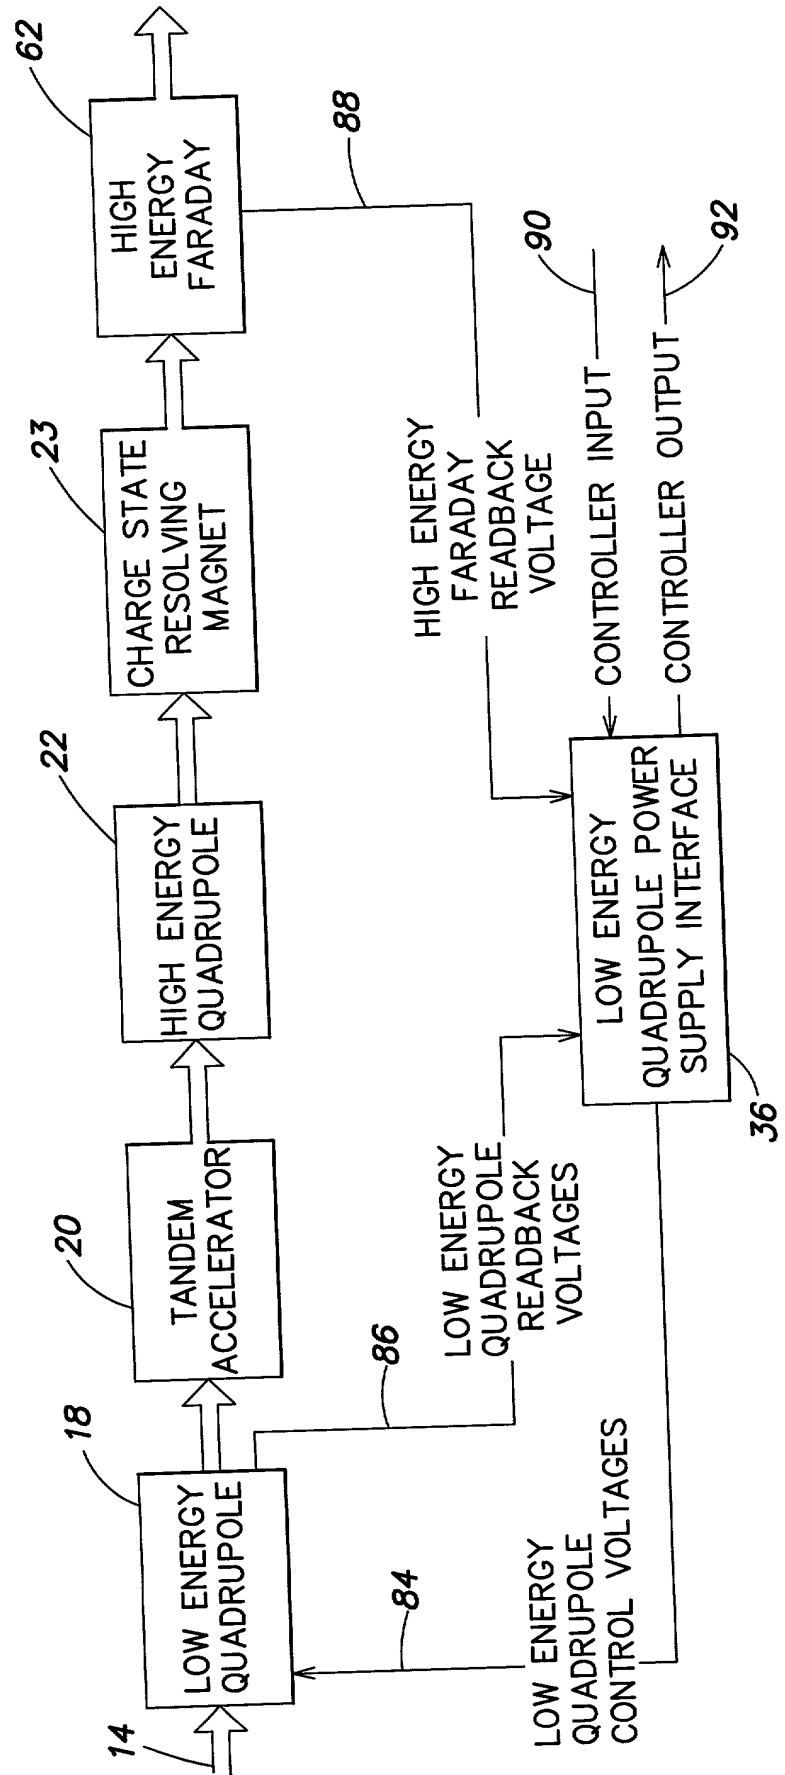 14
18
20
22
23
62
LOW ENERGY
QUADRUPOLE
TANDEM
ACCELERATOR
HIGH ENERGY
QUADRUPOLE
CHARGE STATE
RESOLVING
MAGNET
HIGH
ENERGY
FARADAY
84
86
88
LOW ENERGY
QUADRUPOLE
CONTROL VOLTAGES
LOW ENERGY
QUADRUPOLE
READBACK
VOLTAGES
HIGH ENERGY
FARADAY
READBACK
VOLTAGE
36
LOW ENERGY
QUADRUPOLE POWER
SUPPLY INTERFACE
CONTROLLER INPUT
90
CONTROLLER OUTPUT
92